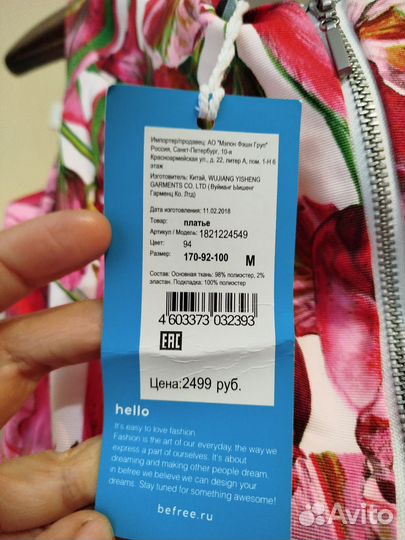 Импортер/продавец: АО "Мэлон Фэшн Груп"
Россия, Санкт-Петербург, 10-я
Красноармейская ул., д. 22, литер А, пом. 1-Н 6
этаж
Изготовитель: Китай, WUJIANG YISHENG
GARMENTS CO, LTD ( Вуйманг Ышенг
Гарменц Ко. Лтд)
Дата изготовления: 11.02.2018
Товар: платье
Артикул / Модель: 1821224549
Цвет: 94
Размер: 170-92-100 M
Состав: Основная ткань: 98% полиэстер, 2%
эластан. Подкладка: 100% полиэстер
4 603373 032393
EAC
Цена:2499 руб.
hello
It's easy to love fashion.
Fashion is the art of our everyday, the way we
express a part of ourselves. It's about
dreaming and making other people dream.
in befree we believe we can design your
dreams. Stay tuned for something awesome!
befree.ru
Avito